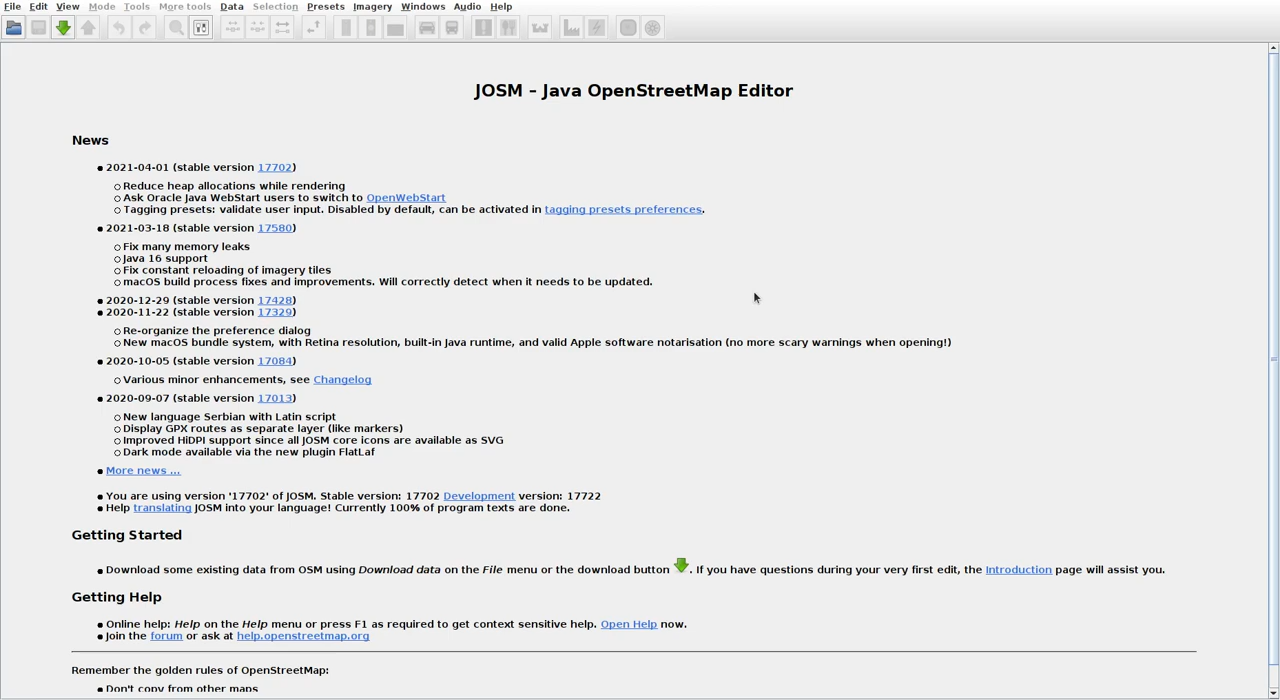 File Edit View Mode Tools More tools Data Selection Presets Imagery Windows Audio Help
JOSM – Java OpenStreetMap Editor
News
2021-04-01 (stable version 17702)
Reduce heap allocations while rendering
Ask Oracle Java WebStart users to switch to OpenWebStart
Tagging presets: validate user input. Disabled by default, can be activated in tagging presets preferences.
2021-03-18 (stable version 17580)
Fix many memory leaks
Java 16 support
Fix constant reloading of imagery tiles
macOS build process fixes and improvements. Will correctly detect when it needs to be updated.
2020-12-29 (stable version 17428)
2020-11-22 (stable version 17329)
Re-organize the preference dialog
New macOS bundle system, with Retina resolution, built-in Java runtime, and valid Apple software notarisation (no more scary warnings when opening!)
2020-10-05 (stable version 17084)
Various minor enhancements, see Changelog
2020-09-07 (stable version 17013)
New language Serbian with Latin script
Display GPX routes as separate layer (like markers)
Improved HiDPI support since all JOSM core icons are available as SVG
Dark mode available via the new plugin FlatLaf
More news ...
You are using version '17702' of JOSM. Stable version: 17702 Development version: 17722
Help translating JOSM into your language! Currently 100% of program texts are done.
Getting Started
Download some existing data from OSM using Download data on the File menu or the download button . If you have questions during your very first edit, the Introduction page will assist you.
Getting Help
Online help: Help on the Help menu or press F1 as required to get context sensitive help. Open Help now.
Join the forum or ask at help.openstreetmap.org
Remember the golden rules of OpenStreetMap:
Don't copy from other maps